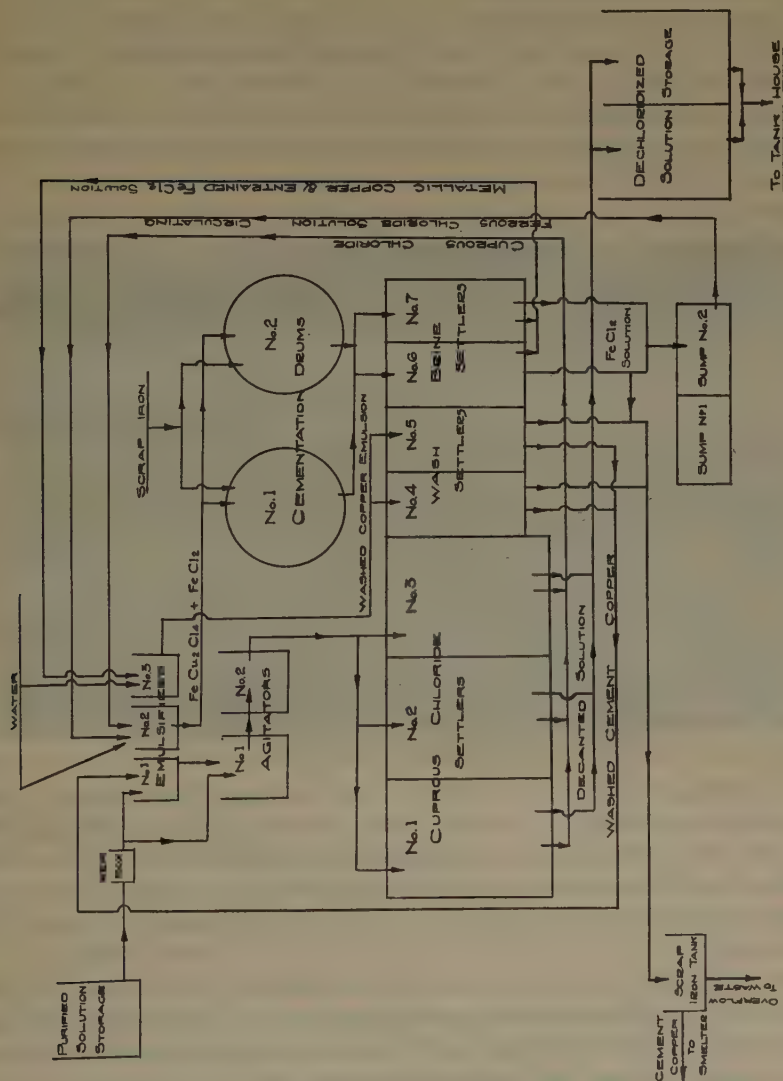 PURIFIED
SOLUTION
STORAGE
WEIR
BOX
WATER
No.1
No.2
No.3
EMULSIFIERS
No.1
No.2
AGITATORS
Fe Cu2 Cl4 + Fe Cl2
SCRAP IRON
No.1
No.2
CEMENTATION
DRUMS
METALLIC COPPER & ENTRAINED FeCl2 SOLUTION
FERROUS CHLORIDE SOLUTION CIRCULATING
CUPROUS CHLORIDE
WASHED COPPER EMULSON
No.1
No.2
No.3
CUPROUS CHLORIDE
SETTLERS
No.4
No.5
WASH
SETTLERS
No.6
No.7
BRINE
SETTLERS
DECANTED SOLUTION
WASHED CEMENT COPPER
FeCl2
SOLUTION
SUMP No.1
SUMP No.2
DECHLORIDIZED
SOLUTION STORAGE
TO TANK HOUSE
SCRAP
IRON TANK
OVERFLOW
TO WASTE
CEMENT
COPPER
TO
SMELTER